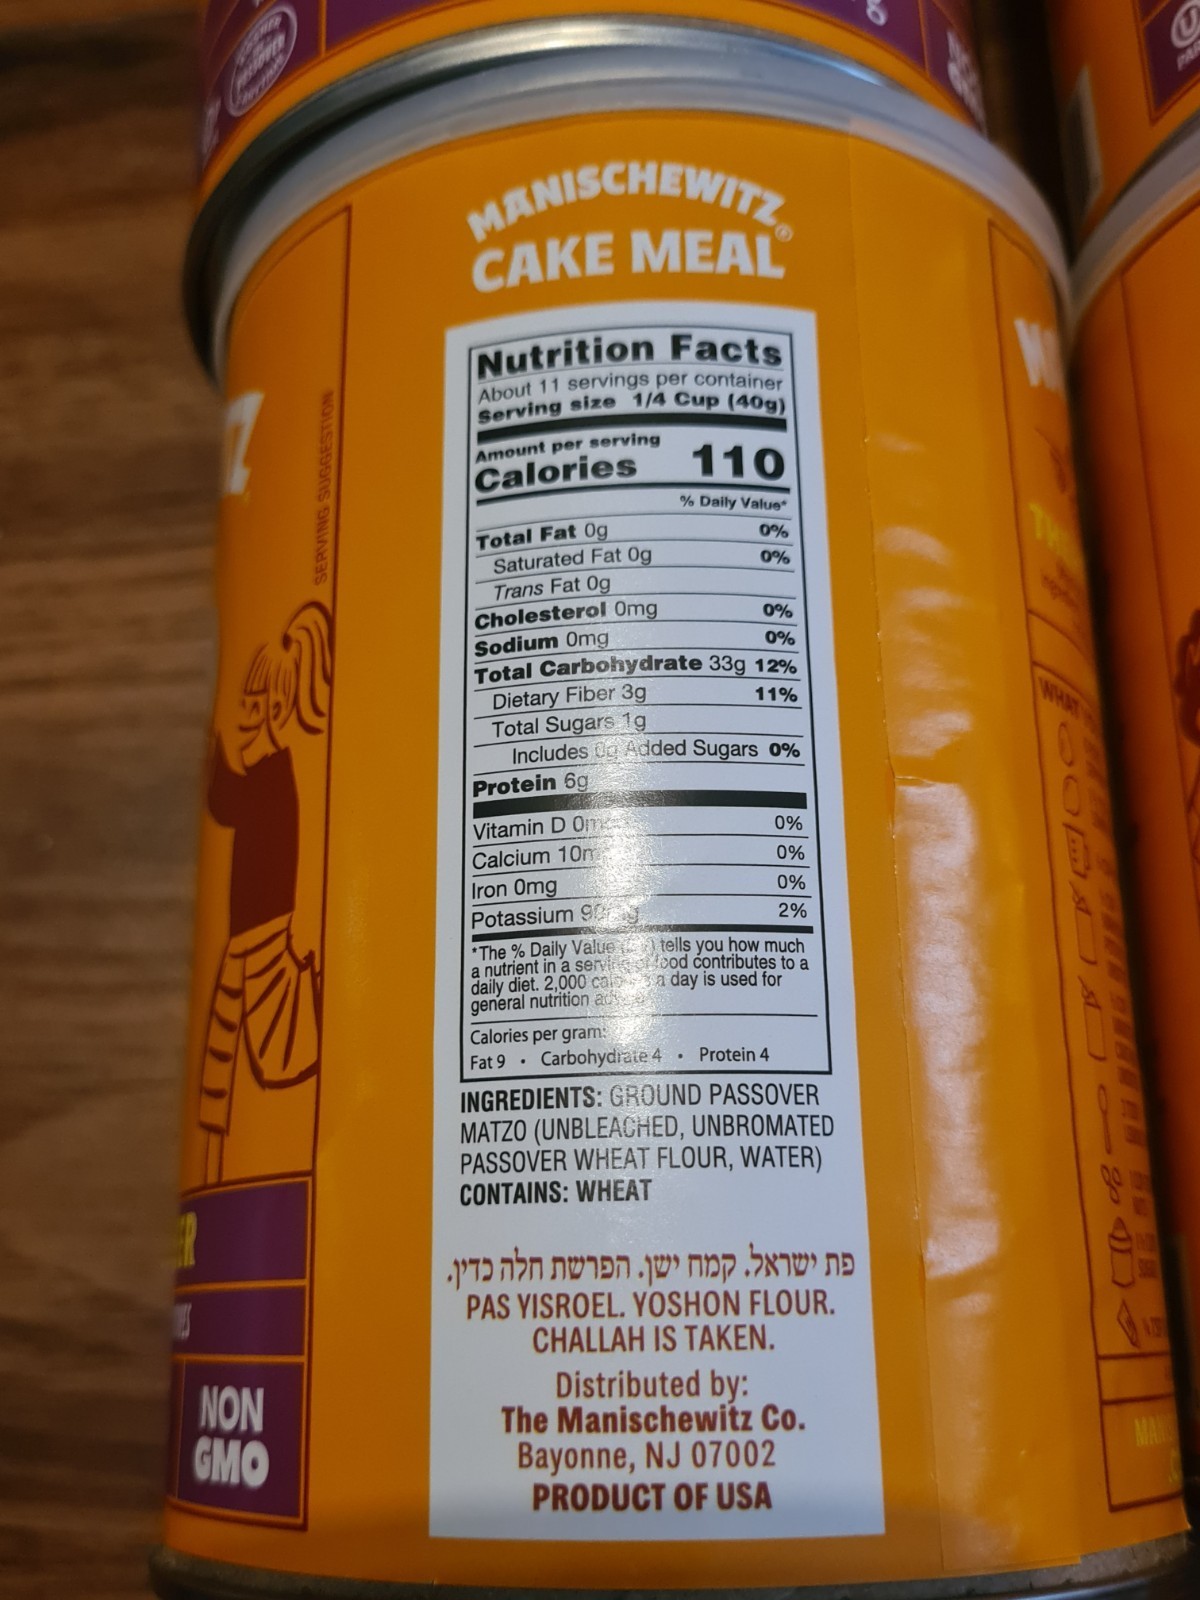 MANISCHEWITZ®
CAKE MEAL
Nutrition Facts
About 11 servings per container
Serving size 1/4 Cup (40g)
Amount per serving
Calories 110
% Daily Value*
Total Fat 0g 0%
Saturated Fat 0g 0%
Trans Fat 0g
Cholesterol 0mg 0%
Sodium 0mg 0%
Total Carbohydrate 33g 12%
Dietary Fiber 3g 11%
Total Sugars 1g
Includes 0g Added Sugars 0%
Protein 6g
Vitamin D 0%
Calcium 0%
Iron 0mg 0%
Potassium 2%
*The % Daily Value tells you how much
a nutrient in a serving of food contributes to a
daily diet. 2,000 calories a day is used for
general nutrition
Calories per gram:
Fat 9 • Carbohydrate 4 • Protein 4
INGREDIENTS: GROUND PASSOVER
MATZO (UNBLEACHED, UNBROMATED
PASSOVER WHEAT FLOUR, WATER)
CONTAINS: WHEAT
פת ישראל. קמח ישן. הפרשת חלה כדין.
PAS YISROEL. YOSHON FLOUR.
CHALLAH IS TAKEN.
Distributed by:
The Manischewitz Co.
Bayonne, NJ 07002
PRODUCT OF USA
SERVING SUGGESTION
NON
GMO
WHAT